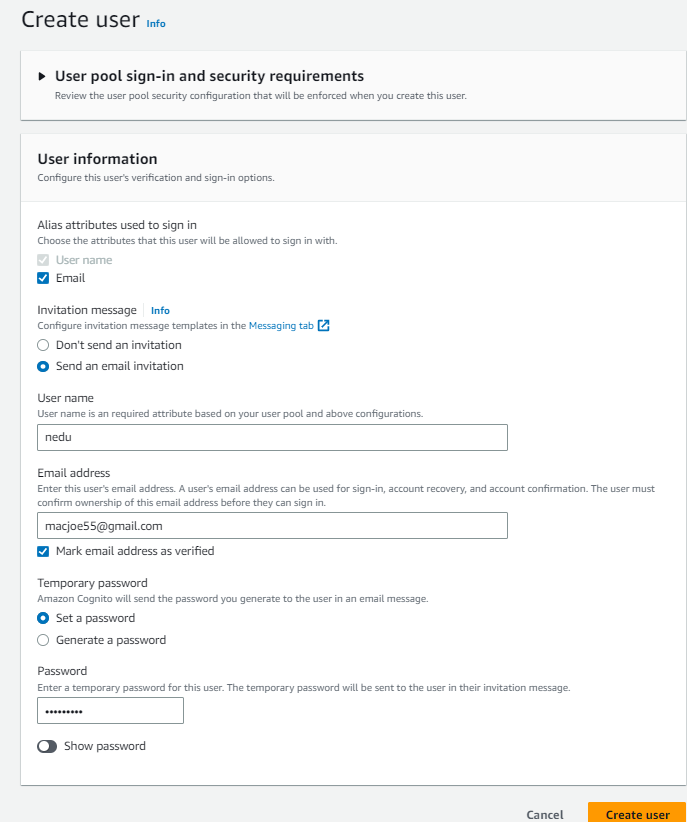 Create user Info
User pool sign-in and security requirements
Review the user pool security configuration that will be enforced when you create this user.
User information
Configure this user's verification and sign-in options.
Alias attributes used to sign in
Choose the attributes that this user will be allowed to sign in with.
User name
Email
Invitation message Info
Configure invitation message templates in the Messaging tab
Don't send an invitation
Send an email invitation
User name
User name is an required attribute based on your user pool and above configurations.
nedu
Email address
Enter this user's email address. A user's email address can be used for sign-in, account recovery, and account confirmation. The user must
confirm ownership of this email address before they can sign in.
macjoe55@gmail.com
Mark email address as verified
Temporary password
Amazon Cognito will send the password you generate to the user in an email message.
Set a password
Generate a password
Password
Enter a temporary password for this user. The temporary password will be sent to the user in their invitation message.
•••••••••
Show password
Cancel Create user